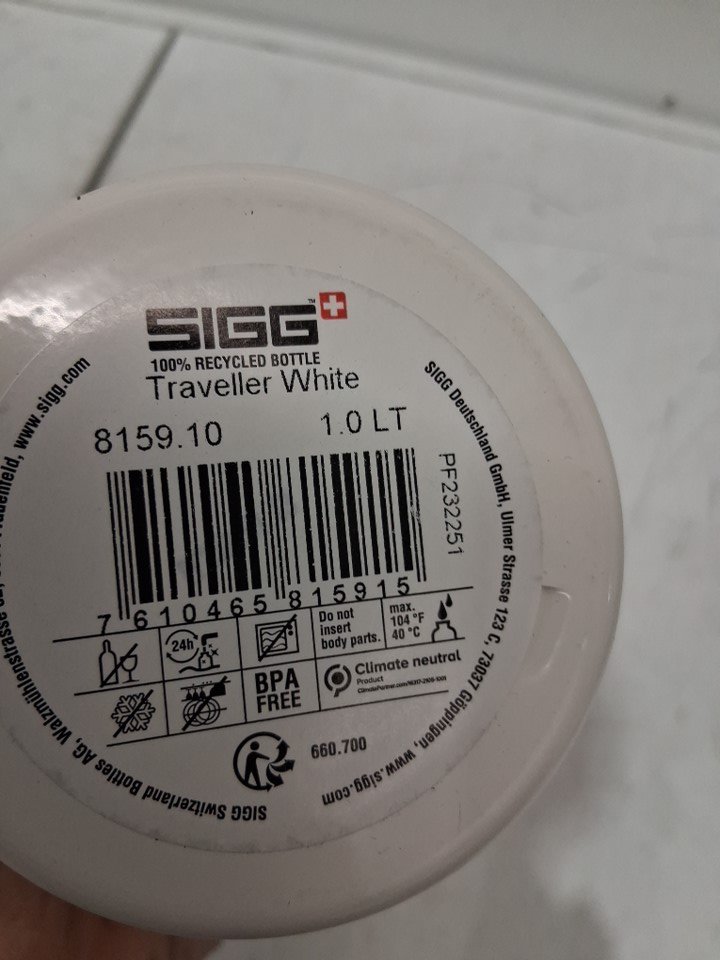 SIGG™
100% RECYCLED BOTTLE
Traveller White
8159.10 1.0 LT
PF232251
7 610465 815915
24h
Do not
insert
body parts.
max.
104 °F
40 °C
BPA
FREE
Climate neutral
Product
660.700
SIGG Switzerland Bottles AG, Walzmühlenstrasse
www.sigg.com
SIGG Deutschland GmbH, Ulmer Strasse 123 C, 73037 Göppingen, www.sigg.com